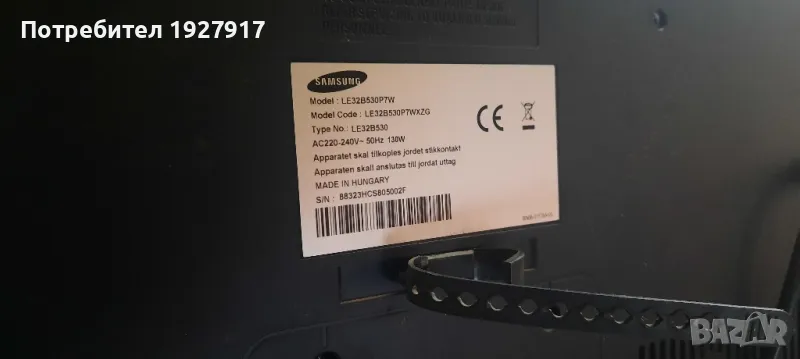 Потребител 1927917
SAMSUNG
Model : LE32B530P7W
Model Code : LE32B530P7WXZG
Type No.: LE32B530
AC220-240V~ 50Hz 130W
Apparatet skal tilkoples jordet stikkontakt
Apparaten skall anslutas till jordat uttag
MADE IN HUNGARY
S/N : 88323HCS805002F
CE
BAZAR